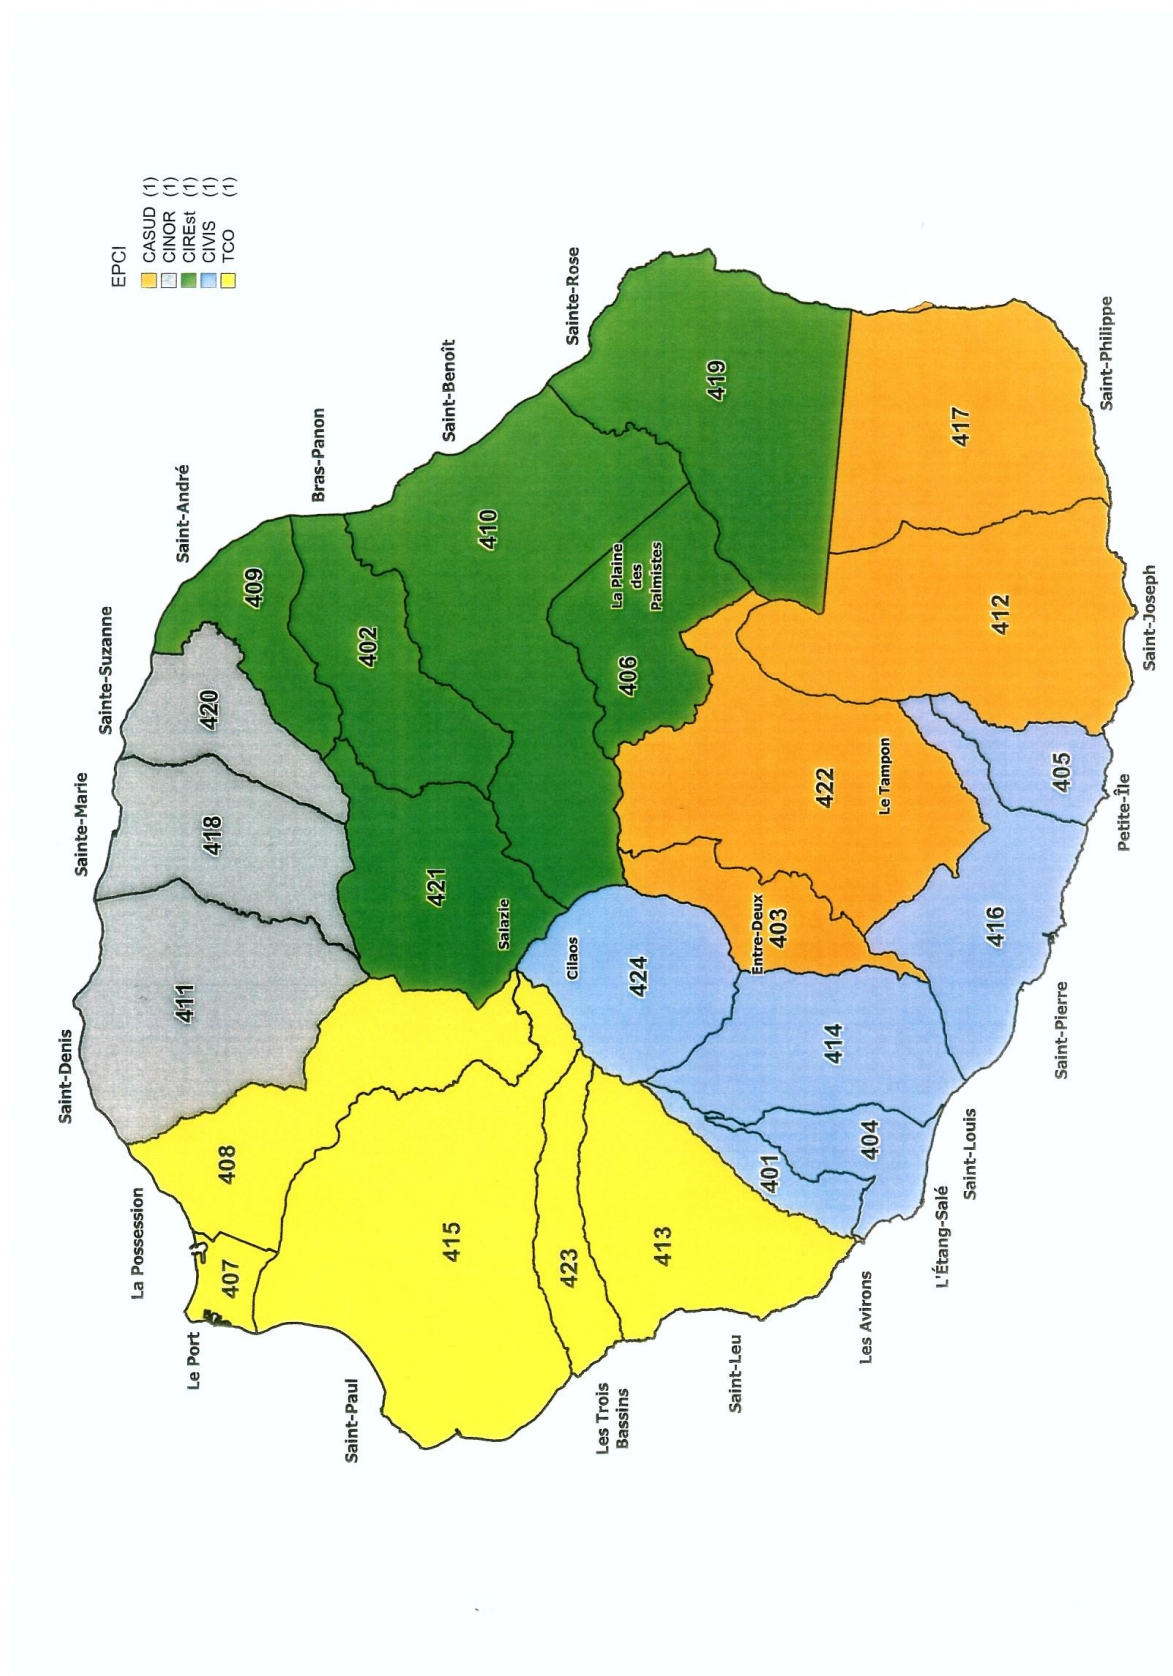 EPCI
CASUD (1)
CINOR (1)
CIREst (1)
CIVIS (1)
TCO (1)
Saint-Denis
Sainte-Marie
Sainte-Suzanne
Saint-André
Bras-Panon
Saint-Benoît
Sainte-Rose
La Possession
Le Port
Saint-Paul
Les Trois
Bassins
Saint-Leu
Les Avirons
L'Étang-Salé
Saint-Louis
Saint-Pierre
Petite-Île
Saint-Joseph
Saint-Philippe
411
418
420
409
402
410
419
408
407
415
423
413
421
Salazie
Cilaos
424
La Plaine
des
Palmistes
406
422
Le Tampon
Entre-Deux
403
417
412
405
416
414
404
401